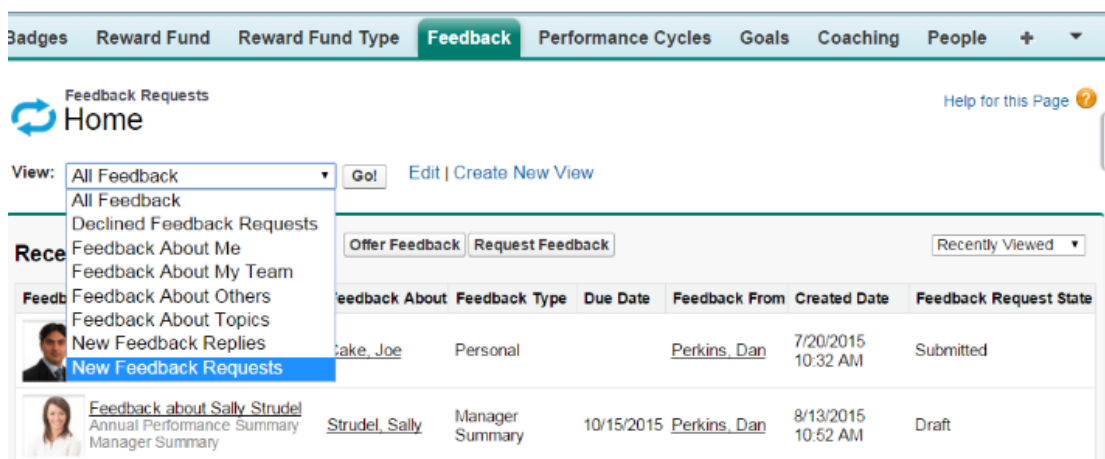 Badges Reward Fund Reward Fund Type Feedback Performance Cycles Goals Coaching People +
Feedback Requests
Home
Help for this Page ?
View: All Feedback Go! Edit | Create New View
All Feedback
Declined Feedback Requests
Feedback About Me
Feedback About My Team
Feedback About Others
Feedback About Topics
New Feedback Replies
New Feedback Requests
Rece Offer Feedback Request Feedback Recently Viewed
Feedb eedback About Feedback Type Due Date Feedback From Created Date Feedback Request State
Cake, Joe Personal Perkins, Dan 7/20/2015 Submitted
10:32 AM
Feedback about Sally Strudel
Annual Performance Summary
Manager Summary
Strudel, Sally Manager 10/15/2015 Perkins, Dan 8/13/2015 Draft
Summary 10:52 AM